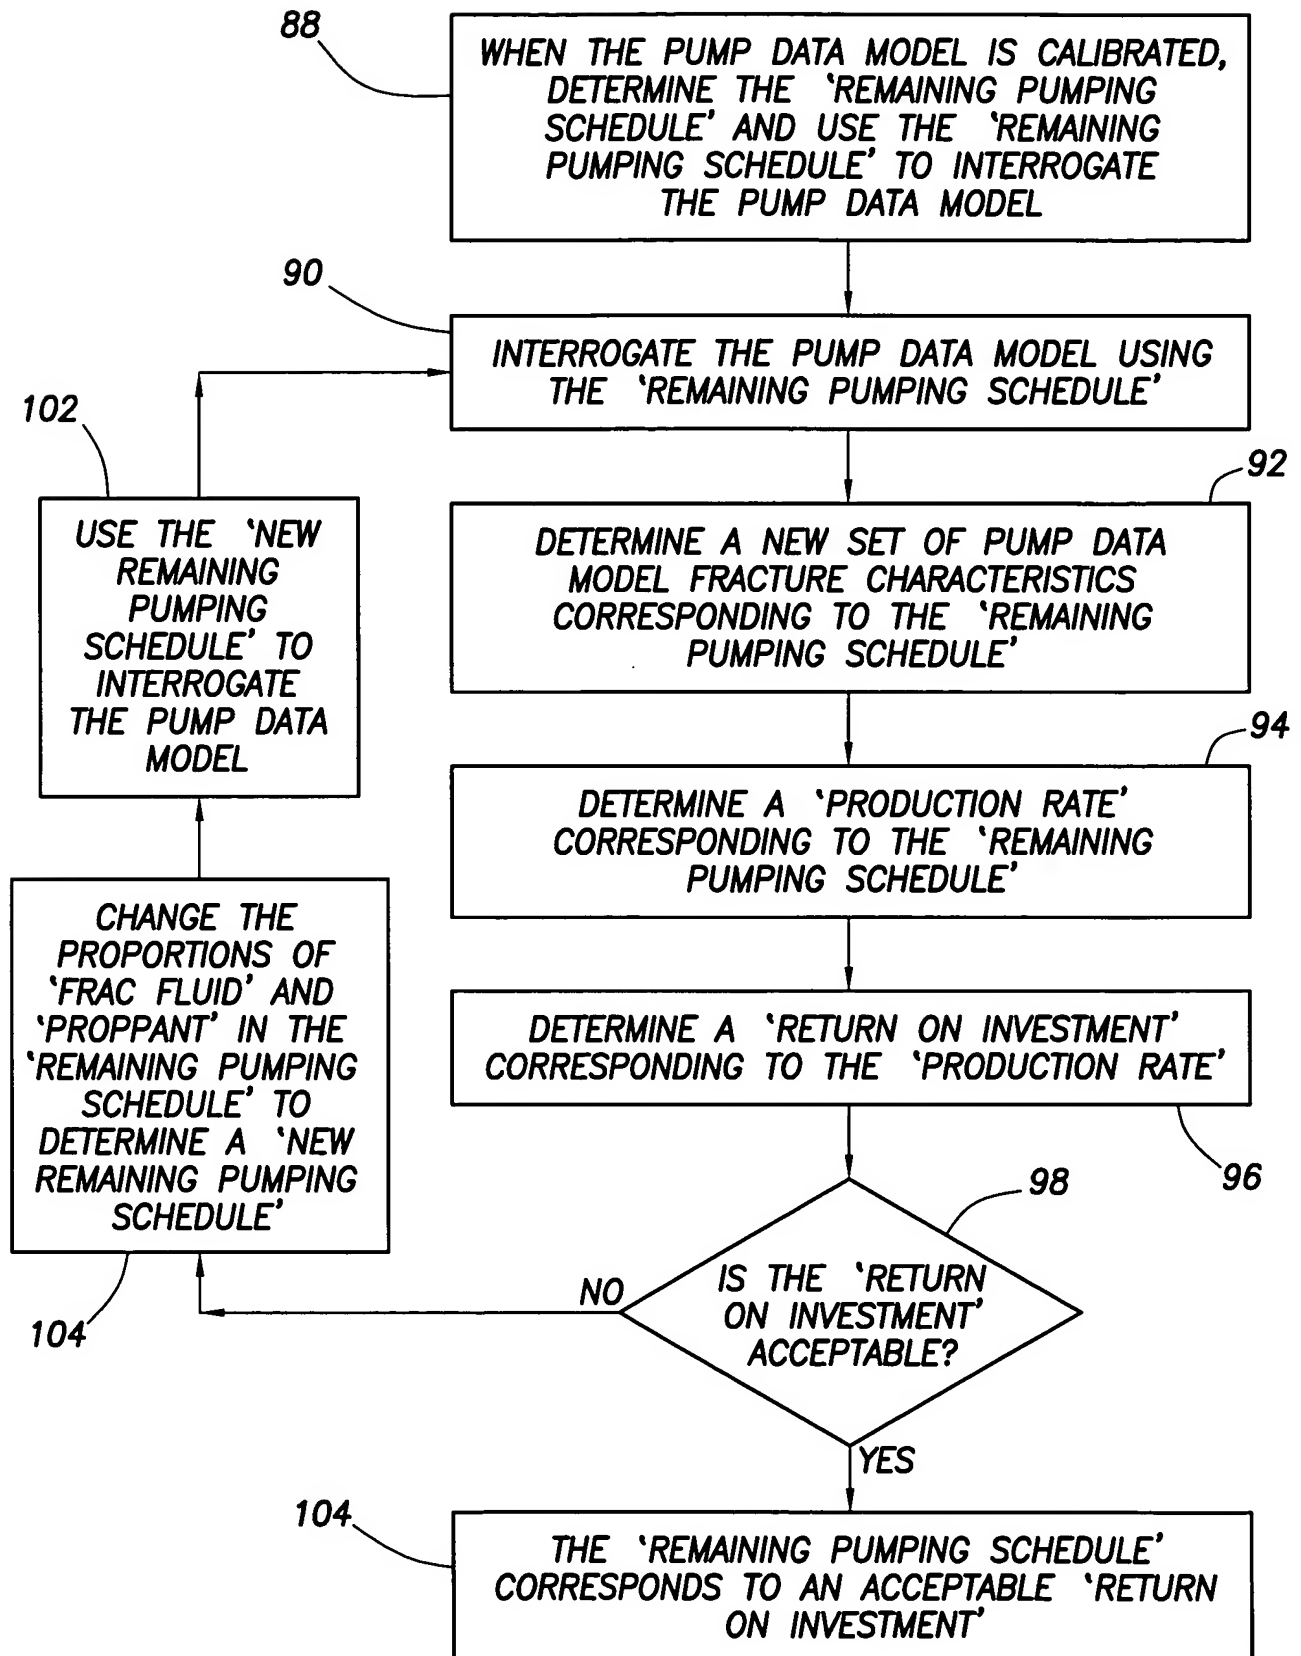 88
WHEN THE PUMP DATA MODEL IS CALIBRATED,
DETERMINE THE ‘REMAINING PUMPING
SCHEDULE’ AND USE THE ‘REMAINING
PUMPING SCHEDULE’ TO INTERROGATE
THE PUMP DATA MODEL
90
INTERROGATE THE PUMP DATA MODEL USING
THE ‘REMAINING PUMPING SCHEDULE’
92
DETERMINE A NEW SET OF PUMP DATA
MODEL FRACTURE CHARACTERISTICS
CORRESPONDING TO THE ‘REMAINING
PUMPING SCHEDULE’
94
DETERMINE A ‘PRODUCTION RATE’
CORRESPONDING TO THE ‘REMAINING
PUMPING SCHEDULE’
DETERMINE A ‘RETURN ON INVESTMENT’
CORRESPONDING TO THE ‘PRODUCTION RATE’
96
98
IS THE ‘RETURN
ON INVESTMENT’
ACCEPTABLE?
NO
YES
102
USE THE ‘NEW
REMAINING
PUMPING
SCHEDULE’ TO
INTERROGATE
THE PUMP DATA
MODEL
CHANGE THE
PROPORTIONS OF
‘FRAC FLUID’ AND
‘PROPPANT’ IN THE
‘REMAINING PUMPING
SCHEDULE’ TO
DETERMINE A ‘NEW
REMAINING PUMPING
SCHEDULE’
104
104
THE ‘REMAINING PUMPING SCHEDULE’
CORRESPONDS TO AN ACCEPTABLE ‘RETURN
ON INVESTMENT’